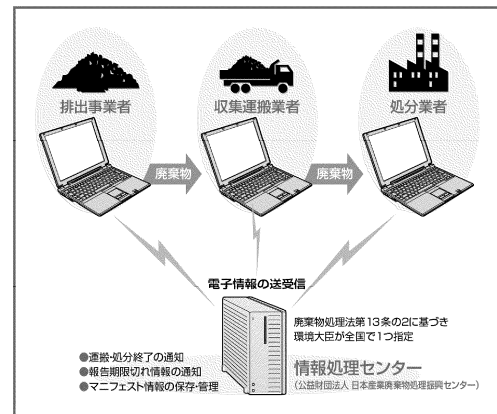 排出事業者
収集運搬業者
処分業者
廃棄物
廃棄物
電子情報の送受信
廃棄物処理法第13条の2に基づき
環境大臣が全国で1つ指定
●運搬・処分終了の通知
●報告期限切れ情報の通知
●マニフェスト情報の保存・管理
情報処理センター
(公益財団法人 日本産業廃棄物処理振興センター)